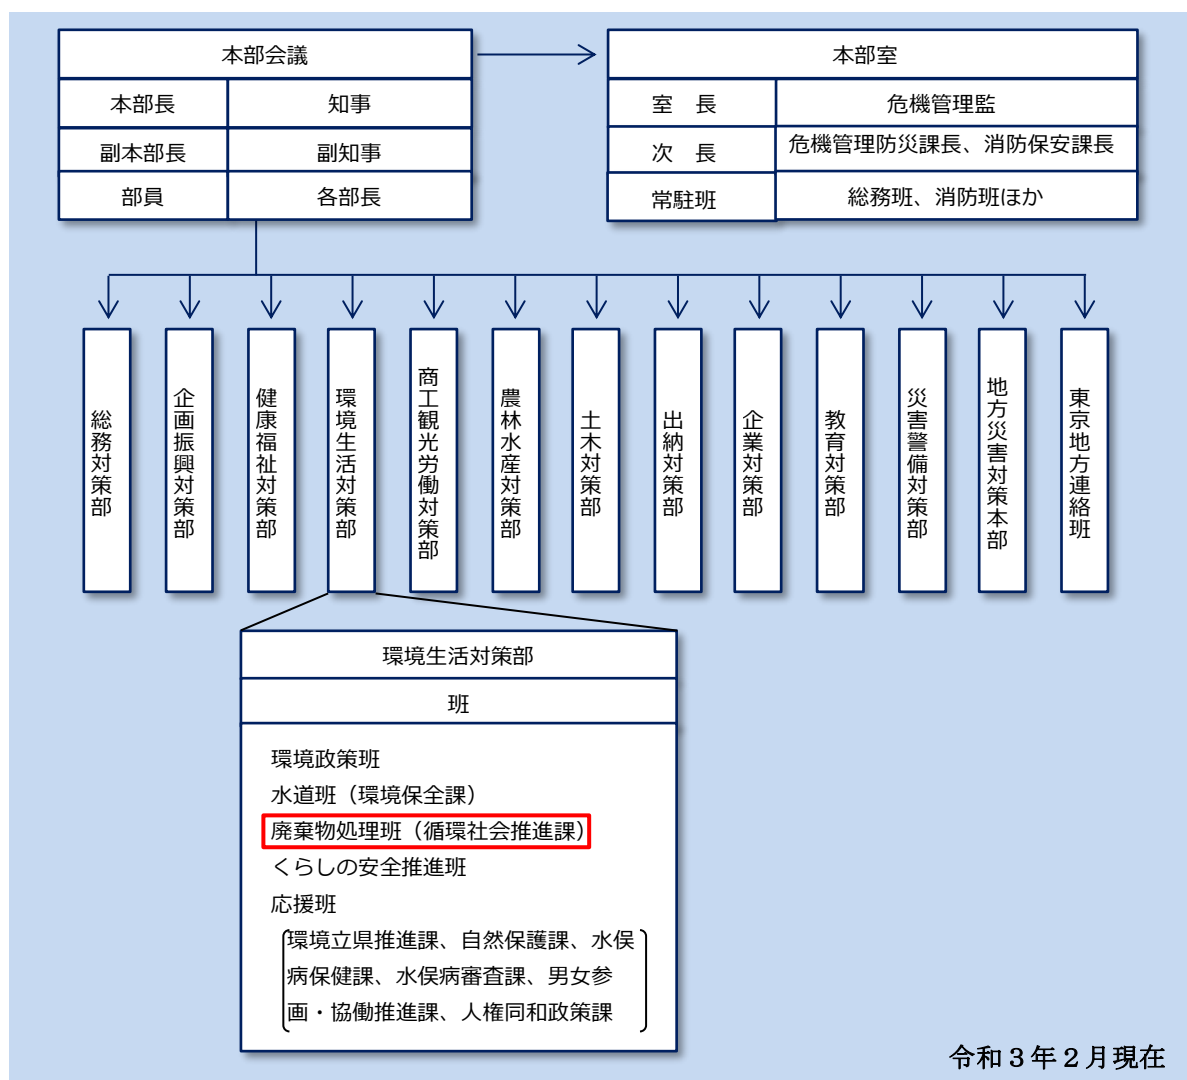 本部会議
本部長 知事
副本部長 副知事
部員 各部長
本部室
室　長 危機管理監
次　長 危機管理防災課長、消防保安課長
常駐班 総務班、消防班ほか
総務対策部
企画振興対策部
健康福祉対策部
環境生活対策部
商工観光労働対策部
農林水産対策部
土木対策部
出納対策部
企業対策部
教育対策部
災害警備対策部
地方災害対策本部
東京地方連絡班
環境生活対策部
班
環境政策班
水道班（環境保全課）
廃棄物処理班（循環社会推進課）
くらしの安全推進班
応援班
環境立県推進課、自然保護課、水俣
病保健課、水俣病審査課、男女参
画・協働推進課、人権同和政策課
令和３年２月現在